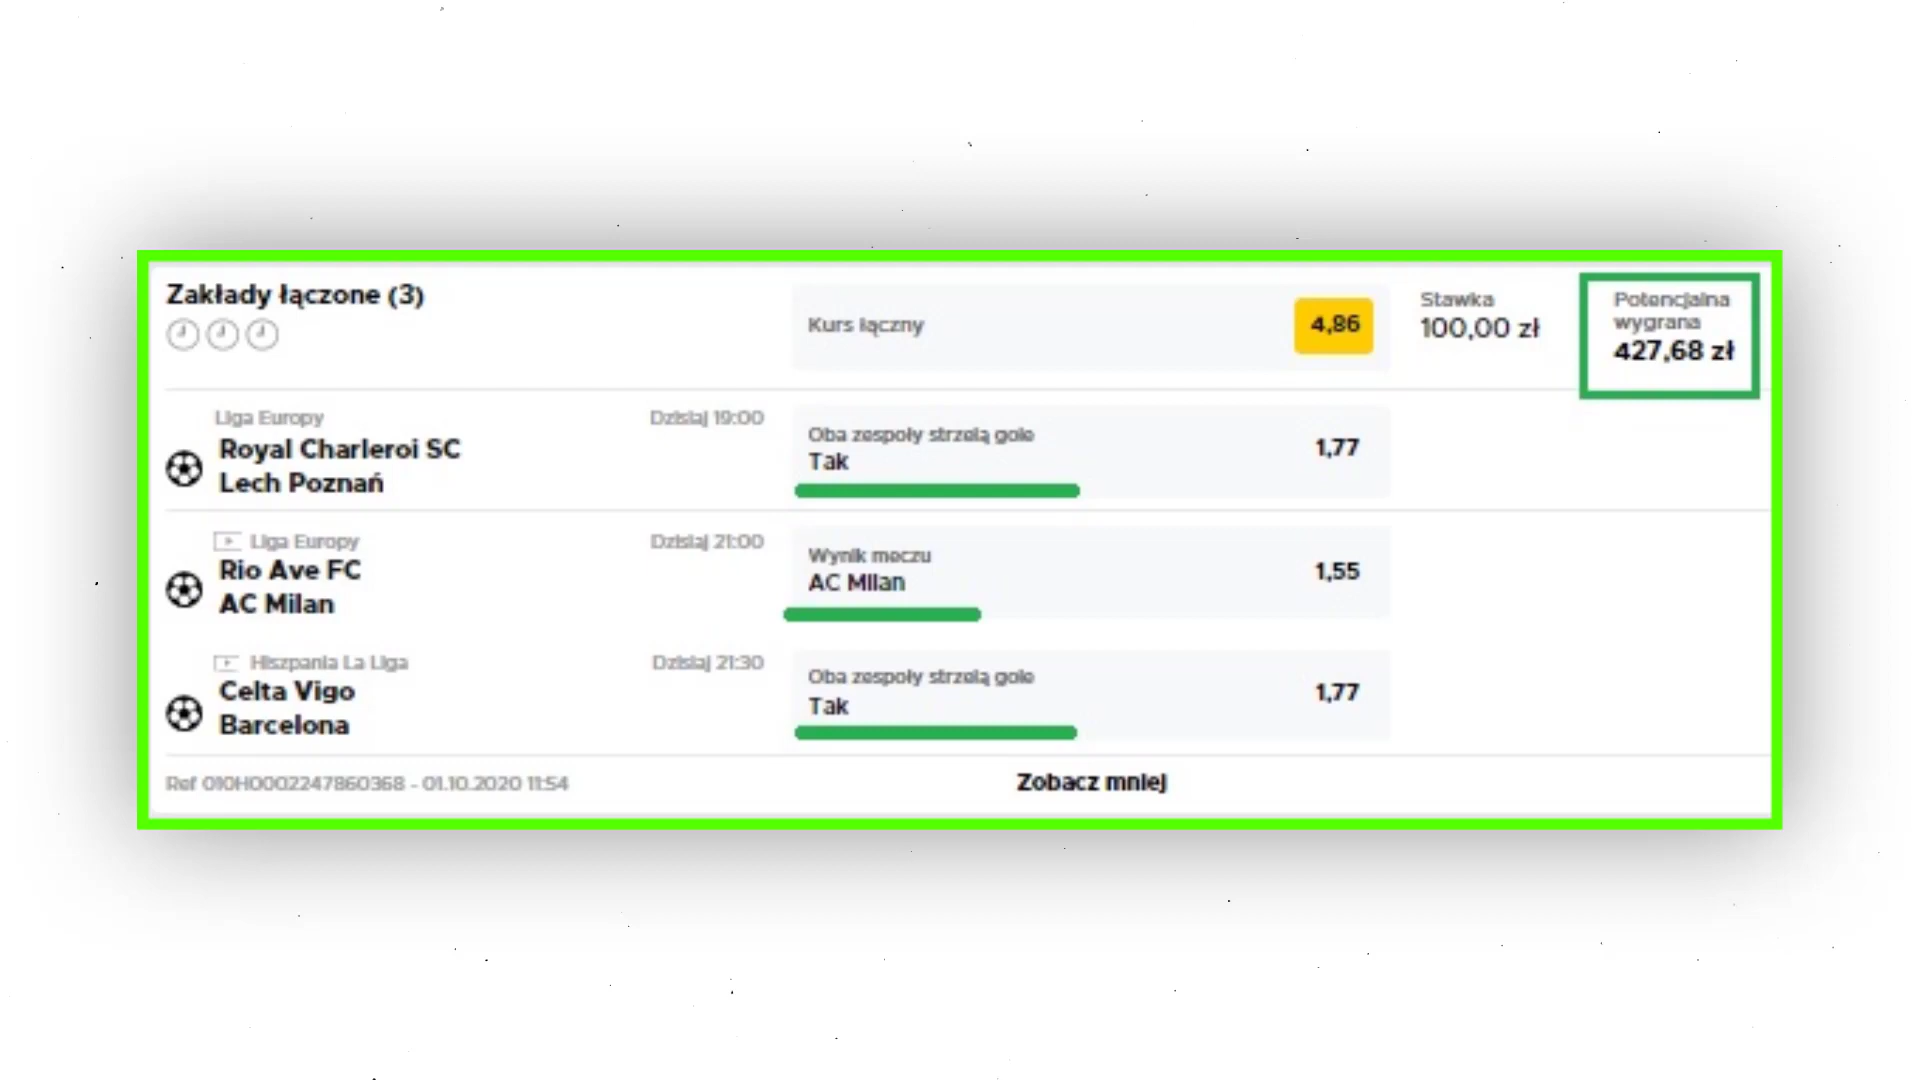 Zakłady łączone (3)
Kurs łączny
4,86
Stawka
100,00 zł
Potencjalna
wygrana
427,68 zł
Liga Europy
Dzisiaj 19:00
Royal Charleroi SC
Lech Poznań
Oba zespoły strzelą gole
Tak
1,77
Liga Europy
Dzisiaj 21:00
Rio Ave FC
AC Milan
Wynik meczu
AC Milan
1,55
Hiszpania La Liga
Dzisiaj 21:30
Celta Vigo
Barcelona
Oba zespoły strzelą gole
Tak
1,77
Ref 010H0002247860368 - 01.10.2020 11:54
Zobacz mniej